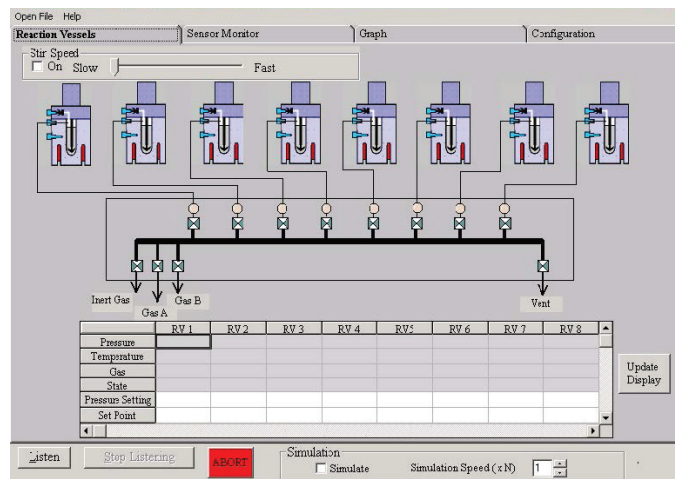 Open File Help
Reaction Vessels Sensor Monitor Graph Configuration
Stir Speed
On Slow Fast
Inert Gas Gas B Vent
Gas A
RV 1 RV 2 RV 3 RV 4 RV5 RV 6 RV 7 RV 8
Pressure
Temperature
Gas
State
Pressure Setting
Set Point
Update
Display
Listen Stop Listening ABORT
Simulation
Simulate Simulation Speed (xN) 1